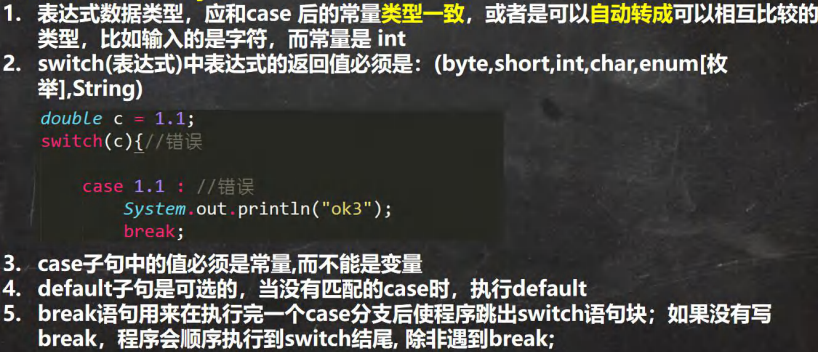 1. 表达式数据类型，应和case 后的常量类型一致，或者是可以自动转成可以相互比较的
类型，比如输入的是字符，而常量是 int
2. switch(表达式)中表达式的返回值必须是：(byte,short,int,char,enum[枚
举],String)
double c = 1.1;
switch(c){//错误
case 1.1 : //错误
System.out.println("ok3");
break;
3. case子句中的值必须是常量,而不能是变量
4. default子句是可选的，当没有匹配的case时，执行default
5. break语句用来在执行完一个case分支后使程序跳出switch语句块；如果没有写
break，程序会顺序执行到switch结尾, 除非遇到break;